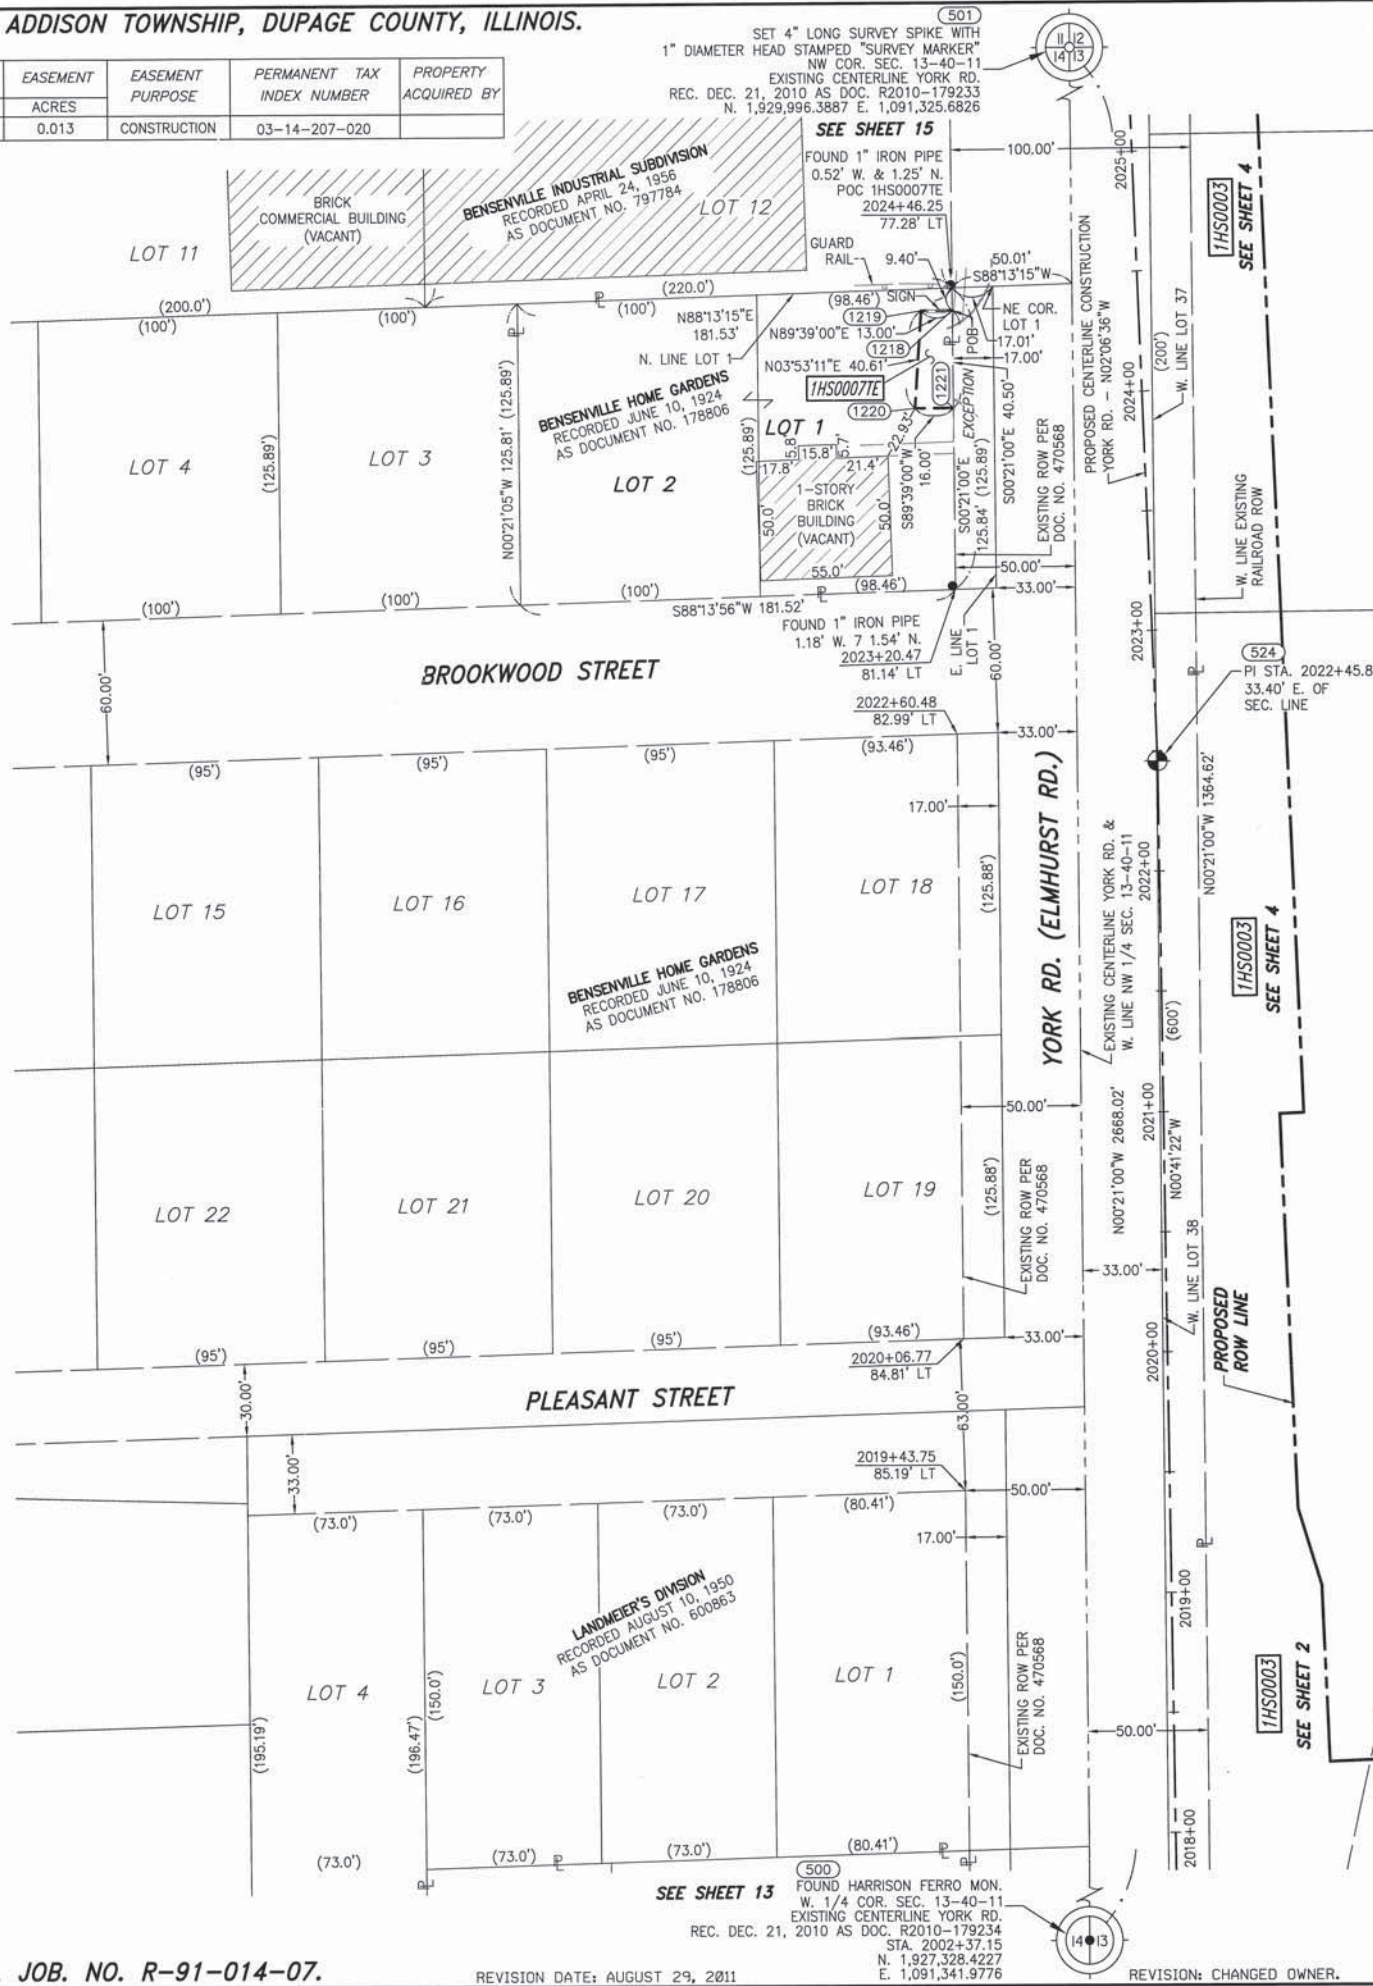 ADDISON TOWNSHIP, DUPAGE COUNTY, ILLINOIS.
EASEMENT
ACRES
EASEMENT
PURPOSE
PERMANENT TAX
INDEX NUMBER
PROPERTY
ACQUIRED BY
0.013
CONSTRUCTION
03-14-207-020
501
SET 4" LONG SURVEY SPIKE WITH
1" DIAMETER HEAD STAMPED "SURVEY MARKER"
NW COR. SEC. 13-40-11
EXISTING CENTERLINE YORK RD.
REC. DEC. 21, 2010 AS DOC. R2010-179233
N. 1,929,996.3887 E. 1,091,325.6826
11 12
14 13
SEE SHEET 15
100.00'
2025+00
FOUND 1" IRON PIPE
0.52' W. & 1.25' N.
POC 1HS0007TE
2024+46.25
77.28' LT
BRICK
COMMERCIAL BUILDING
(VACANT)
BENSENVILLE INDUSTRIAL SUBDIVISION
RECORDED APRIL 24, 1956
AS DOCUMENT NO. 797784
LOT 12
LOT 11
GUARD
RAIL
9.40'
50.01'
S88°13'15"W
1HS0003
SEE SHEET 4
(200.0')
(220.0')
(100')
(100')
(100')
P L
N88°13'15"E
181.53'
N. LINE LOT 1
(98.46')
SIGN
1219
N89°39'00"E 13.00'
1218
N03°53'11"E 40.61'
1HS0007TE
1220
1221
POB
NE COR.
LOT 1
17.01'
17.00'
EXCEPTION
S00°21'00"E 40.50'
PROPOSED CENTERLINE CONSTRUCTION
YORK RD. - N02°06'36"W
2024+00
(200')
W. LINE LOT 37
P L
N00°21'05"W 125.81' (125.89')
BENSENVILLE HOME GARDENS
RECORDED JUNE 10, 1924
AS DOCUMENT NO. 178806
LOT 4
(125.89')
LOT 3
LOT 2
(125.89')
LOT 1
17.8'
5.8'
15.8'
5.7'
21.4'
22.93'
S89°39'00"W
16.00'
S00°21'00"E
125.84' (125.89')
EXISTING ROW PER
DOC. NO. 470568
50.0'
1-STORY
BRICK
BUILDING
(VACANT)
50.0'
55.0'
(98.46')
50.00'
33.00'
W. LINE EXISTING
RAILROAD ROW
(100')
(100')
(100')
S88°13'56"W 181.52'
P L
FOUND 1" IRON PIPE
1.18' W. 7 1.54' N.
2023+20.47
81.14' LT
E. LINE
LOT 1
60.00'
2023+00
524
PI STA. 2022+45.8
33.40' E. OF
SEC. LINE
P L
60.00'
BROOKWOOD STREET
2022+60.48
82.99' LT
(95')
(95')
(95')
(93.46')
33.00'
17.00'
YORK RD. (ELMHURST RD.)
EXISTING CENTERLINE YORK RD. &
W. LINE NW 1/4 SEC. 13-40-11
2022+00
N00°21'00"W 1364.62'
LOT 15
LOT 16
LOT 17
LOT 18
(125.88')
BENSENVILLE HOME GARDENS
RECORDED JUNE 10, 1924
AS DOCUMENT NO. 178806
1HS0003
SEE SHEET 4
(600')
50.00'
N00°21'00"W 2668.02'
2021+00
N00°41'22"W
LOT 22
LOT 21
LOT 20
LOT 19
(125.88')
EXISTING ROW PER
DOC. NO. 470568
33.00'
W. LINE LOT 38
PROPOSED
ROW LINE
(95')
(95')
(95')
(93.46')
33.00'
2020+06.77
84.81' LT
2020+00
30.00'
PLEASANT STREET
63.00'
33.00'
2019+43.75
85.19' LT
50.00'
(73.0')
(73.0')
(73.0')
(80.41')
17.00'
P L
2019+00
LANDMEIER'S DIVISION
RECORDED AUGUST 10, 1950
AS DOCUMENT NO. 600863
LOT 4
LOT 3
LOT 2
LOT 1
(195.19')
(196.47')
(150.0')
(150.0')
EXISTING ROW PER
DOC. NO. 470568
50.00'
1HS0003
SEE SHEET 2
2018+00
(73.0')
(73.0')
(73.0')
(80.41')
P L
P L
P L
P L
SEE SHEET 13
500
FOUND HARRISON FERRO MON.
W. 1/4 COR. SEC. 13-40-11
EXISTING CENTERLINE YORK RD.
REC. DEC. 21, 2010 AS DOC. R2010-179234
STA. 2002+37.15
N. 1,927,328.4227
E. 1,091,341.9776
14 13
JOB. NO. R-91-014-07.
REVISION DATE: AUGUST 29, 2011
REVISION: CHANGED OWNER.